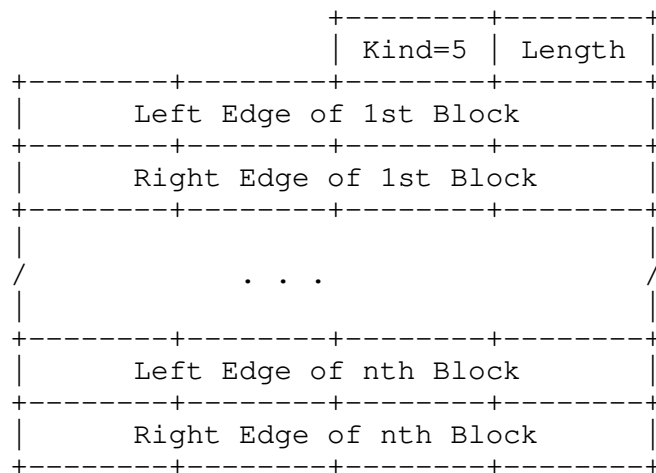 Kind=5 Length
Left Edge of 1st Block
Right Edge of 1st Block
. . .
Left Edge of nth Block
Right Edge of nth Block